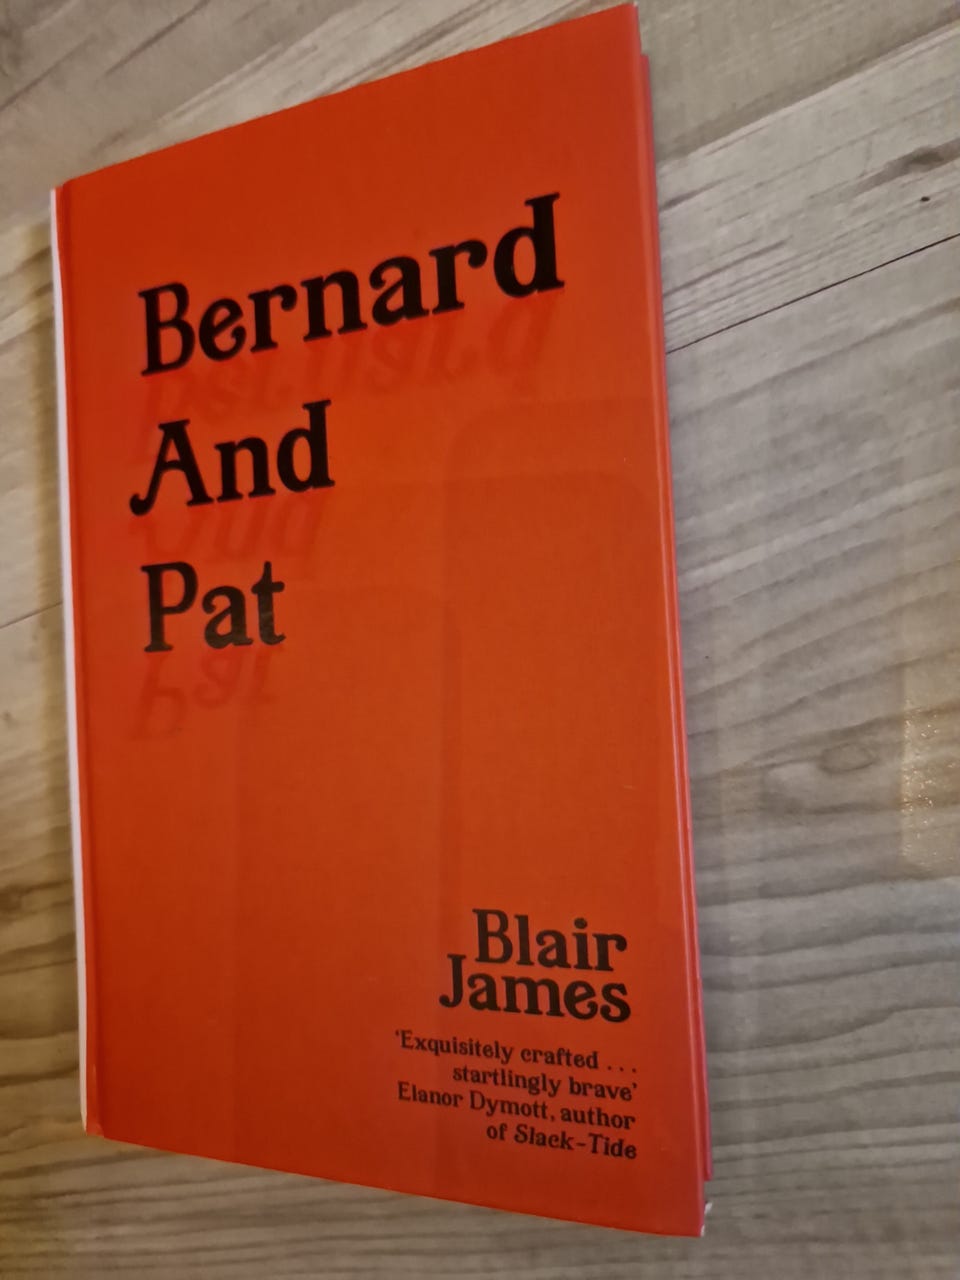 Bernard
And
Pat
Blair
James
‘Exquisitely crafted . . .
startlingly brave’
Elanor Dymott, author
of Slack-Tide